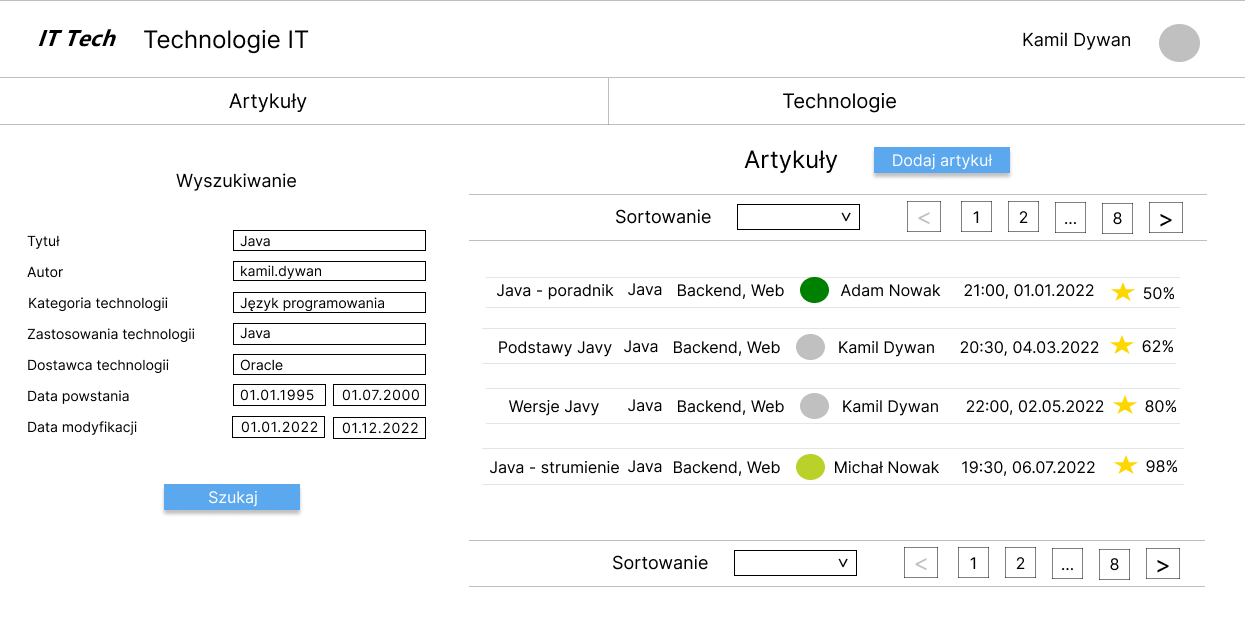 IT Tech Technologie IT Kamil Dywan
Artykuły Technologie
Wyszukiwanie
Tytuł Java
Autor kamil.dywan
Kategoria technologii Język programowania
Zastosowania technologii Java
Dostawca technologii Oracle
Data powstania 01.01.1995 01.07.2000
Data modyfikacji 01.01.2022 01.12.2022
Szukaj
Artykuły Dodaj artykuł
Sortowanie < 1 2 ... 8 >
Java - poradnik Java Backend, Web Adam Nowak 21:00, 01.01.2022 50%
Podstawy Javy Java Backend, Web Kamil Dywan 20:30, 04.03.2022 62%
Wersje Javy Java Backend, Web Kamil Dywan 22:00, 02.05.2022 80%
Java - strumienie Java Backend, Web Michał Nowak 19:30, 06.07.2022 98%
Sortowanie < 1 2 ... 8 >